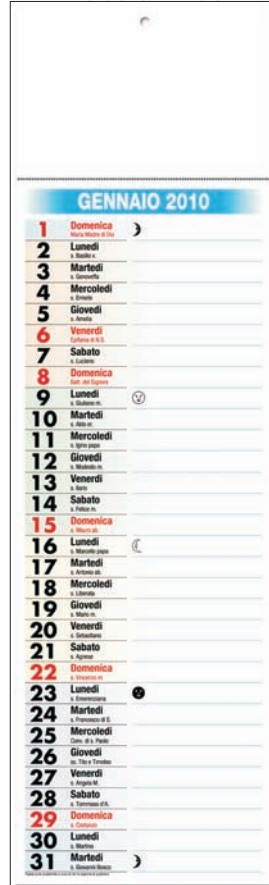 GENNAIO 2010
1 Domenica
Maria Madre di Dio
2 Lunedì
s. Basilio v.
3 Martedì
s. Genoveffa
4 Mercoledì
s. Ermete
5 Giovedì
s. Amelia
6 Venerdì
Epifania di N.S.
7 Sabato
s. Luciano
8 Domenica
Batt. del Signore
9 Lunedì
s. Giuliano m.
10 Martedì
s. Aldo er.
11 Mercoledì
s. Igino papa
12 Giovedì
s. Modesto m.
13 Venerdì
s. Ilario
14 Sabato
s. Felice m.
15 Domenica
s. Mauro ab.
16 Lunedì
s. Marcello papa
17 Martedì
s. Antonio ab.
18 Mercoledì
s. Liberata
19 Giovedì
s. Mario m.
20 Venerdì
s. Sebastiano
21 Sabato
s. Agnese
22 Domenica
s. Vincenzo m.
23 Lunedì
s. Emerenziana
24 Martedì
s. Francesco di S.
25 Mercoledì
Conv. di s. Paolo
26 Giovedì
ss. Tito e Timoteo
27 Venerdì
s. Angela M.
28 Sabato
s. Tommaso d'A.
29 Domenica
s. Costanzo
30 Lunedì
s. Martina
31 Martedì
s. Giovanni Bosco